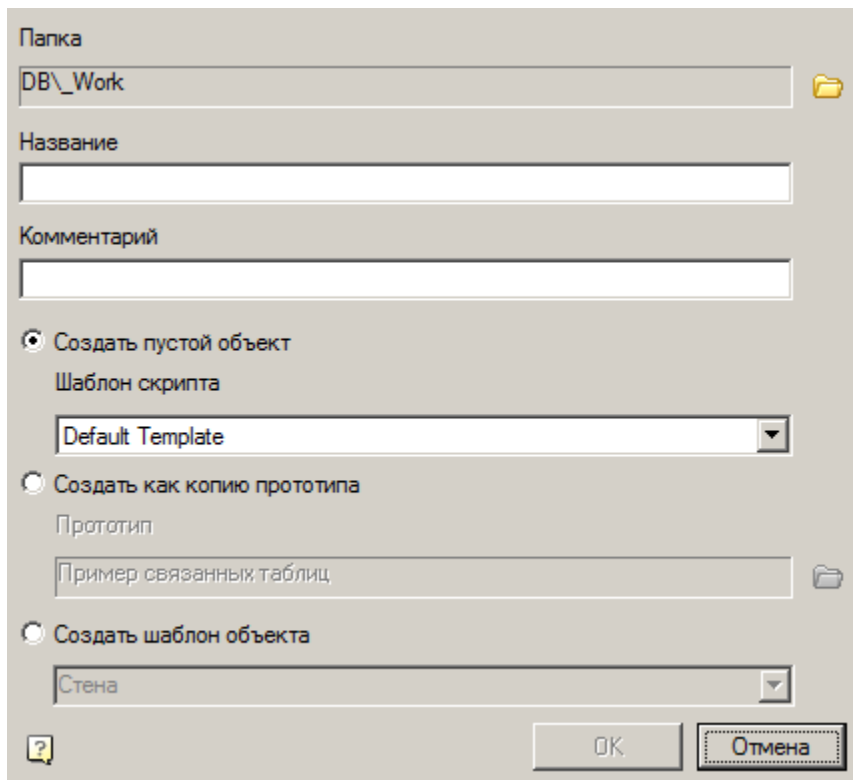 Папка
DB\_Work
Название
Комментарий
Создать пустой объект
Шаблон скрипта
Default Template
Создать как копию прототипа
Прототип
Пример связанных таблиц
Создать шаблон объекта
Стена
?
OK Отмена